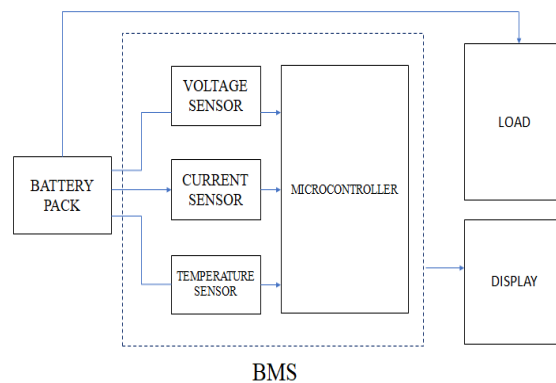 VOLTAGE
SENSOR
LOAD
BATTERY
PACK
CURRENT
SENSOR
MICROCONTROLLER
TEMPERATURE
SENSOR
DISPLAY
BMS